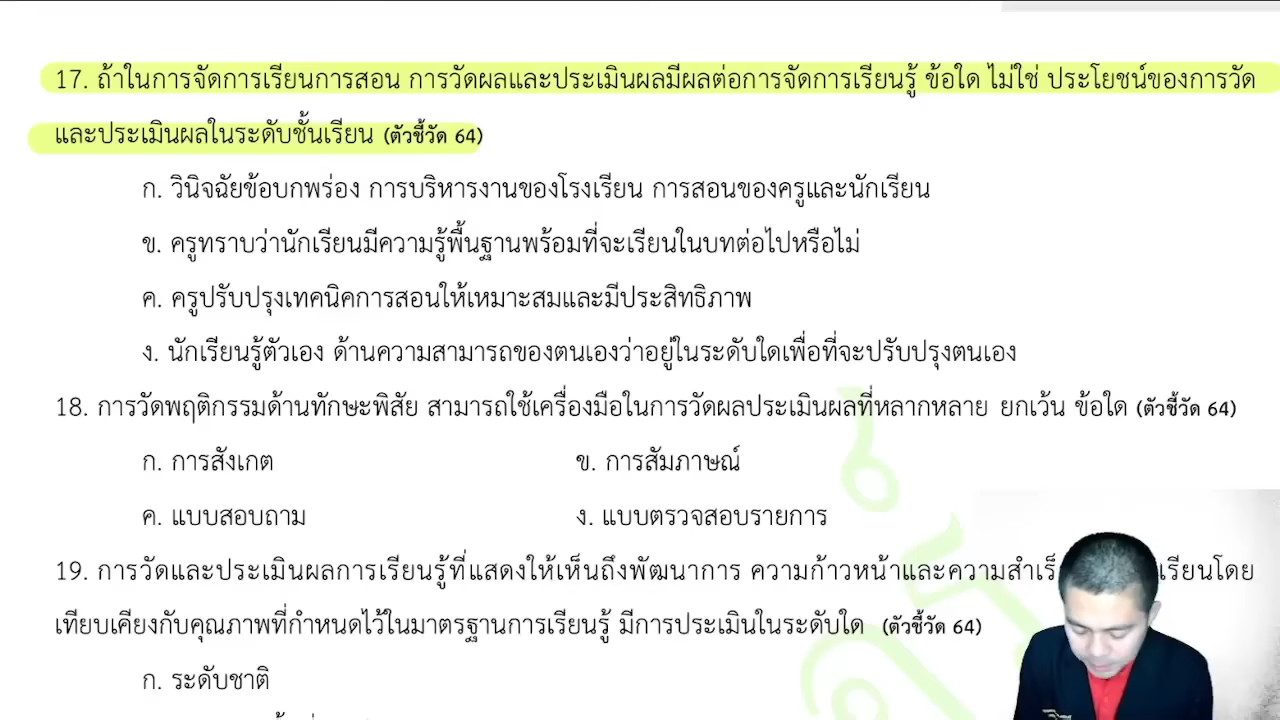 17. ถ้าในการจัดการเรียนการสอน การวัดผลและประเมินผลมีผลต่อการจัดการเรียนรู้ ข้อใด ไม่ใช่ ประโยชน์ของการวัด
และประเมินผลในระดับชั้นเรียน (ตัวชี้วัด 64)
ก. วินิจฉัยข้อบกพร่อง การบริหารงานของโรงเรียน การสอนของครูและนักเรียน
ข. ครูทราบว่านักเรียนมีความรู้พื้นฐานพร้อมที่จะเรียนในบทต่อไปหรือไม่
ค. ครูปรับปรุงเทคนิคการสอนให้เหมาะสมและมีประสิทธิภาพ
ง. นักเรียนรู้ตัวเอง ด้านความสามารถของตนเองว่าอยู่ในระดับใดเพื่อที่จะปรับปรุงตนเอง
18. การวัดพฤติกรรมด้านทักษะพิสัย สามารถใช้เครื่องมือในการวัดผลประเมินผลที่หลากหลาย ยกเว้น ข้อใด (ตัวชี้วัด 64)
ก. การสังเกต ข. การสัมภาษณ์
ค. แบบสอบถาม ง. แบบตรวจสอบรายการ
19. การวัดและประเมินผลการเรียนรู้ที่แสดงให้เห็นถึงพัฒนาการ ความก้าวหน้าและความสำเร็ เรียนโดย
เทียบเคียงกับคุณภาพที่กำหนดไว้ในมาตรฐานการเรียนรู้ มีการประเมินในระดับใด (ตัวชี้วัด 64)
ก. ระดับชาติ